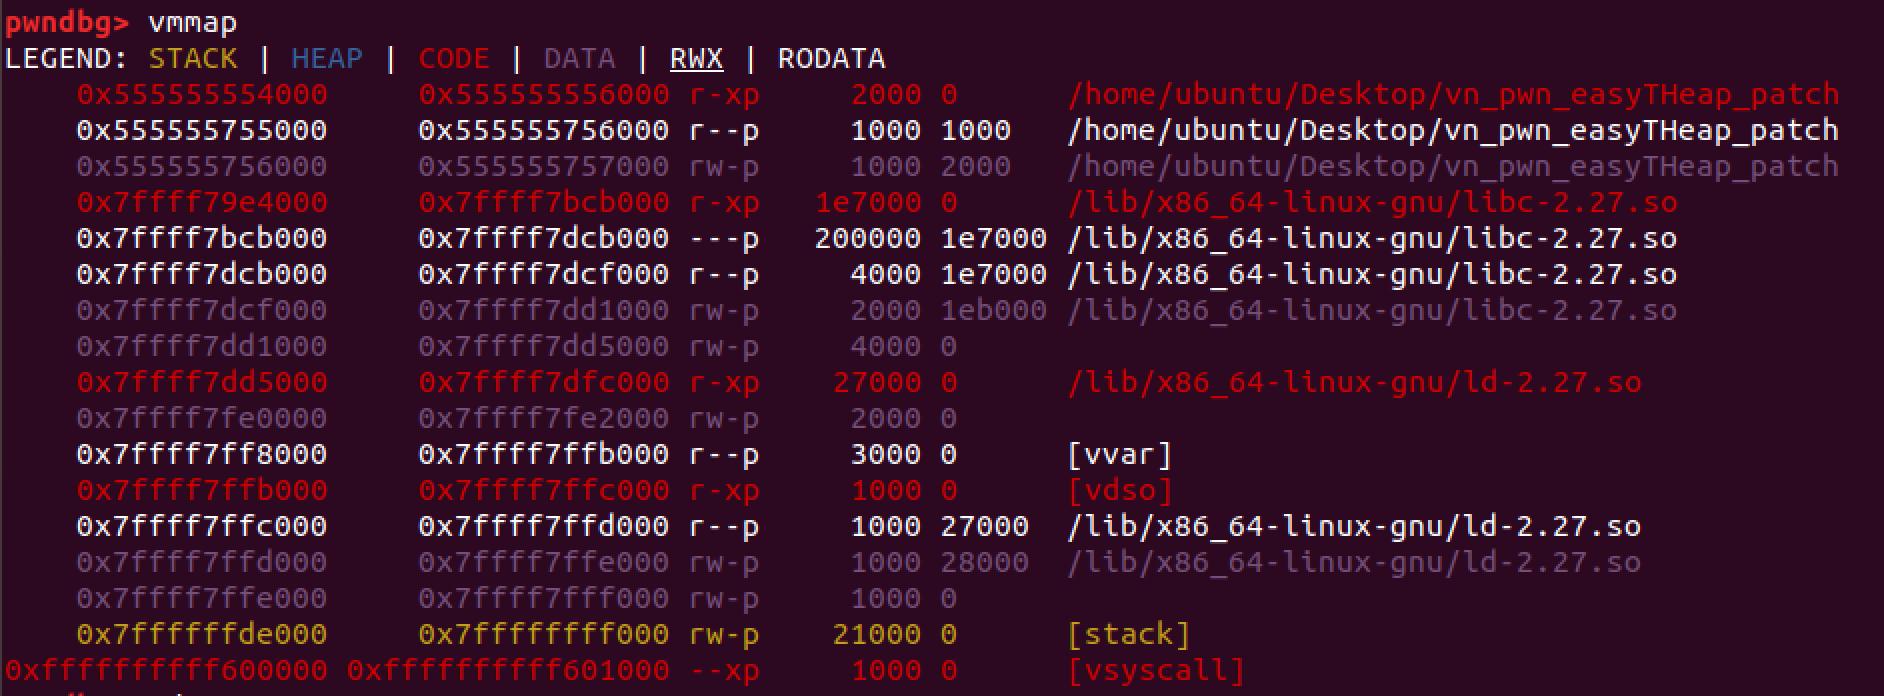 pwndbg> vmmap
LEGEND: STACK | HEAP | CODE | DATA | RWX | RODATA
0x555555554000 0x555555556000 r-xp 2000 0 /home/ubuntu/Desktop/vn_pwn_easyTHeap_patch
0x555555755000 0x555555756000 r--p 1000 1000 /home/ubuntu/Desktop/vn_pwn_easyTHeap_patch
0x555555756000 0x555555757000 rw-p 1000 2000 /home/ubuntu/Desktop/vn_pwn_easyTHeap_patch
0x7ffff79e4000 0x7ffff7bcb000 r-xp 1e7000 0 /lib/x86_64-linux-gnu/libc-2.27.so
0x7ffff7bcb000 0x7ffff7dcb000 ---p 200000 1e7000 /lib/x86_64-linux-gnu/libc-2.27.so
0x7ffff7dcb000 0x7ffff7dcf000 r--p 4000 1e7000 /lib/x86_64-linux-gnu/libc-2.27.so
0x7ffff7dcf000 0x7ffff7dd1000 rw-p 2000 1eb000 /lib/x86_64-linux-gnu/libc-2.27.so
0x7ffff7dd1000 0x7ffff7dd5000 rw-p 4000 0
0x7ffff7dd5000 0x7ffff7dfc000 r-xp 27000 0 /lib/x86_64-linux-gnu/ld-2.27.so
0x7ffff7fe0000 0x7ffff7fe2000 rw-p 2000 0
0x7ffff7ff8000 0x7ffff7ffb000 r--p 3000 0 [vvar]
0x7ffff7ffb000 0x7ffff7ffc000 r-xp 1000 0 [vdso]
0x7ffff7ffc000 0x7ffff7ffd000 r--p 1000 27000 /lib/x86_64-linux-gnu/ld-2.27.so
0x7ffff7ffd000 0x7ffff7ffe000 rw-p 1000 28000 /lib/x86_64-linux-gnu/ld-2.27.so
0x7ffff7ffe000 0x7ffff7fff000 rw-p 1000 0
0x7ffffffde000 0x7ffffffff000 rw-p 21000 0 [stack]
0xffffffffff600000 0xffffffffff601000 --xp 1000 0 [vsyscall]